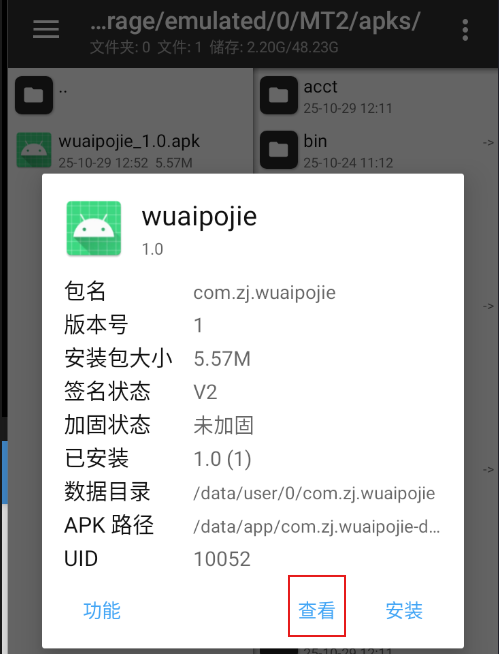 ...rage/emulated/0/MT2/apks/
文件夹: 0 文件: 1 储存: 2.20G/48.23G
..
wuaipojie_1.0.apk
25-10-29 12:52 5.57M
acct
25-10-29 12:11
bin
25-10-24 11:12
->
wuaipojie
1.0
包名 com.zj.wuaipojie
版本号 1
安装包大小 5.57M
签名状态 V2
加固状态 未加固
->
已安装 1.0 (1)
->
数据目录 /data/user/0/com.zj.wuaipojie
APK 路径 /data/app/com.zj.wuaipojie-d...
UID 10052
功能 查看 安装
25-10-29 12:11